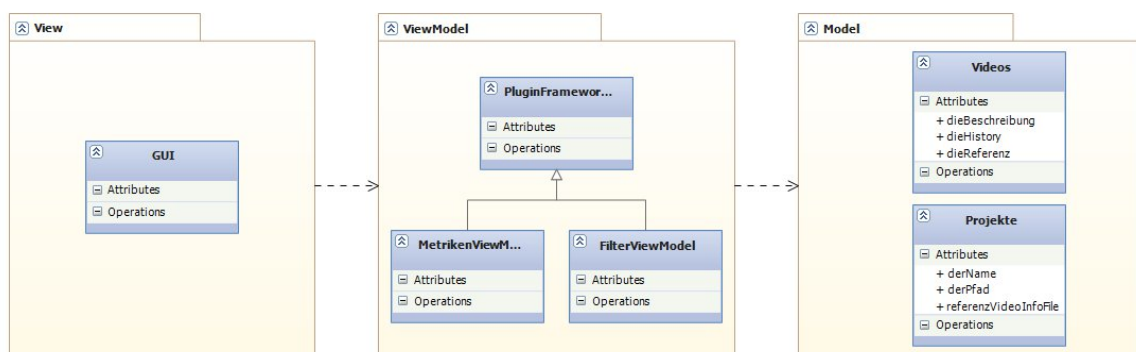 View
GUI
Attributes
Operations
ViewModel
PluginFramewor...
Attributes
Operations
MetrikenViewM...
Attributes
Operations
FilterViewModel
Attributes
Operations
Model
Videos
Attributes
+ dieBeschreibung
+ dieHistory
+ dieReferenz
Operations
Projekte
Attributes
+ derName
+ derPfad
+ referenzVideoInfoFile
Operations